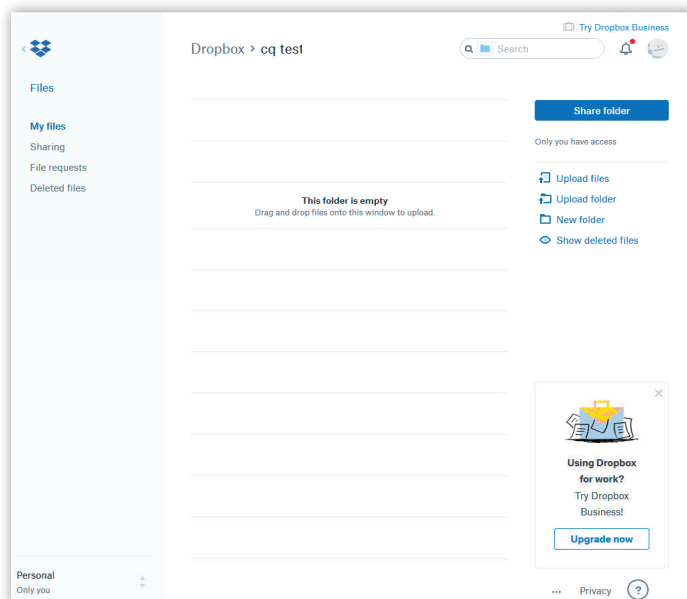 Try Dropbox Business
Dropbox > cq test
Search
Files
My files
Sharing
File requests
Deleted files
This folder is empty
Drag and drop files onto this window to upload.
Share folder
Only you have access
Upload files
Upload folder
New folder
Show deleted files
Using Dropbox
for work?
Try Dropbox
Business!
Upgrade now
Personal
Only you
... Privacy ?